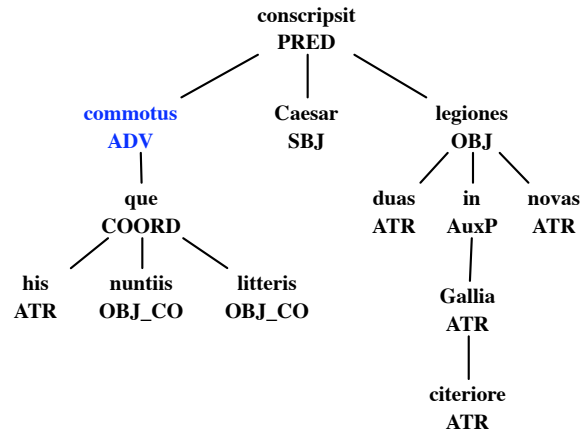 conscripsit
PRED
commotus Caesar legiones
ADV SBJ OBJ
que duas in novas
COORD ATR AuxP ATR
his nuntiis litteris
ATR OBJ_CO OBJ_CO
Gallia
ATR
citeriore
ATR